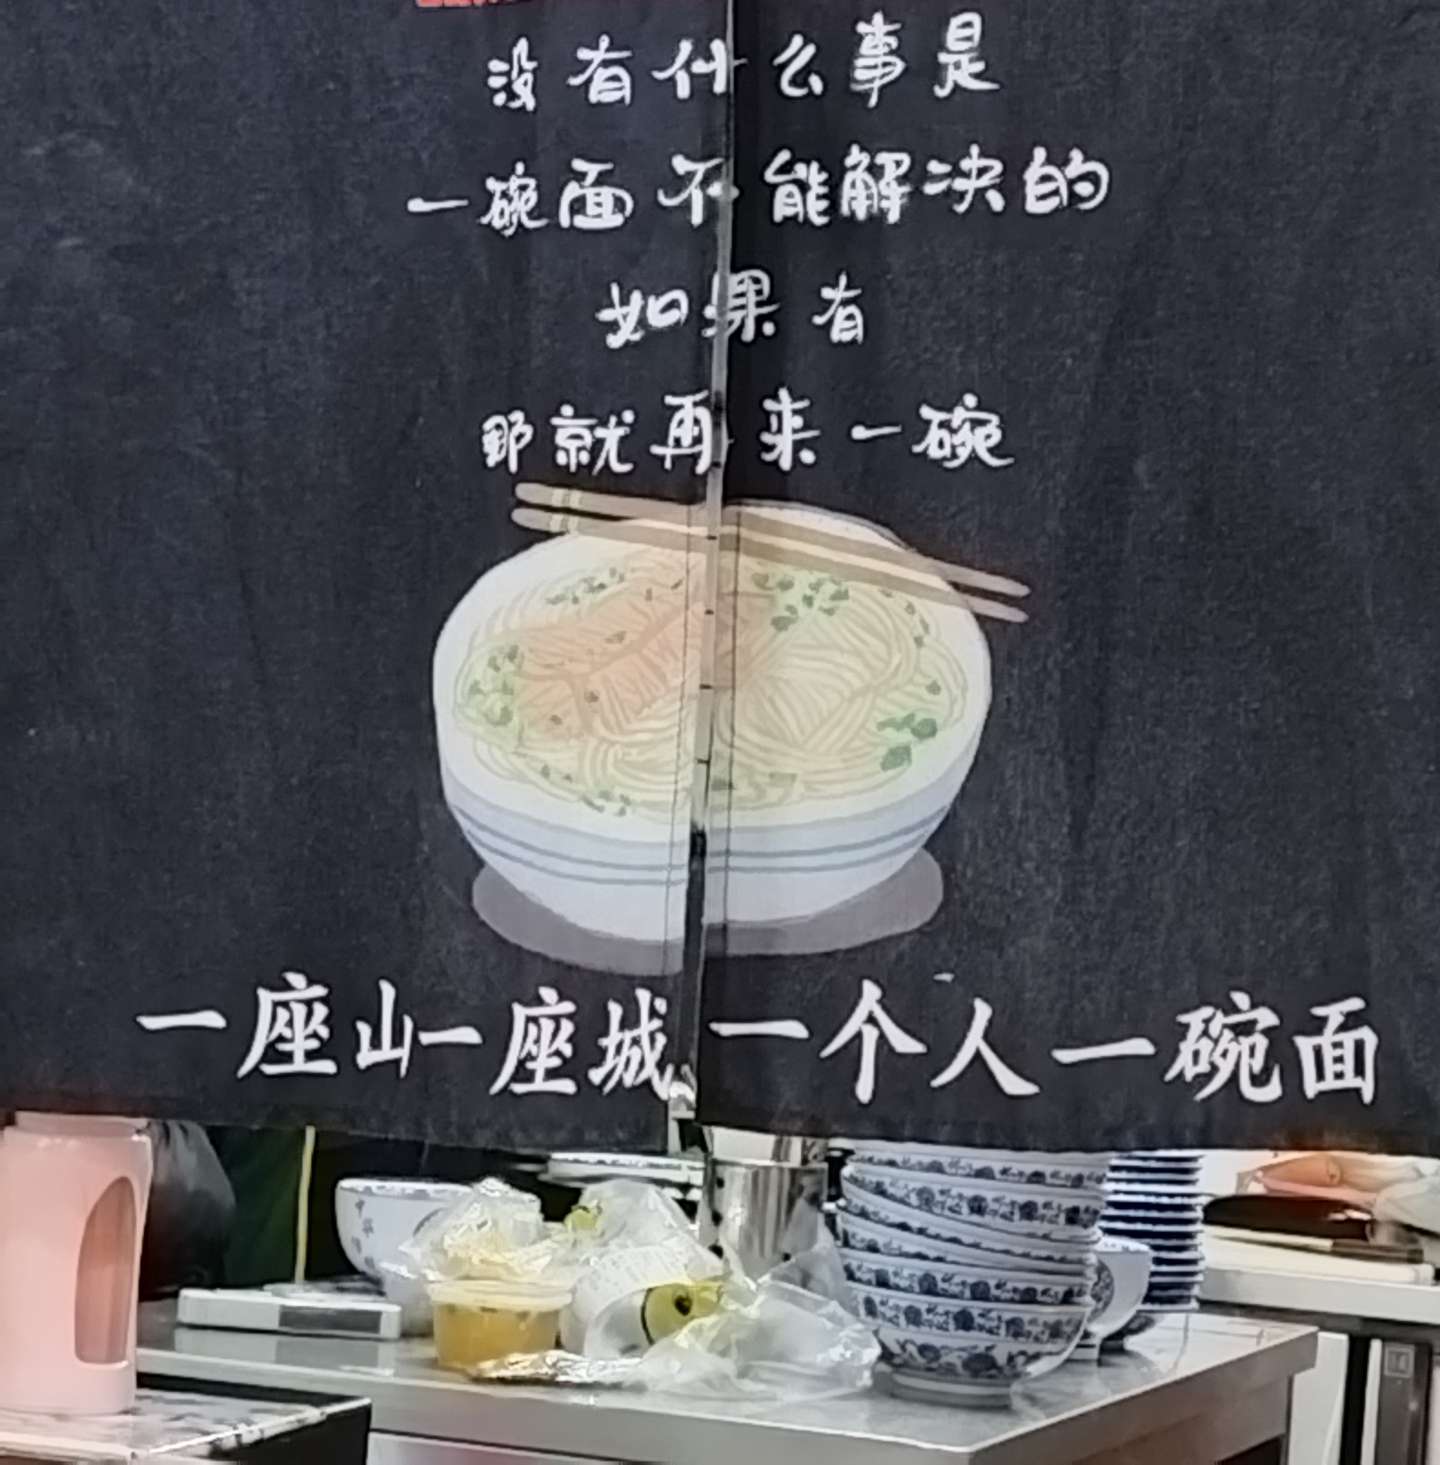 没有什么事是
一碗面不能解决的
如果有
那就再来一碗
一座山一座城 一个人一碗面